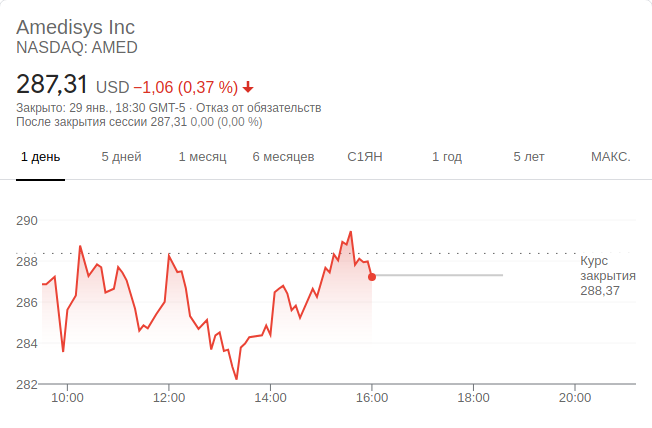 Amedisys Inc
NASDAQ: AMED
287,31 USD −1,06 (0,37 %)
Закрыто: 29 янв., 18:30 GMT-5 · Отказ от обязательств
После закрытия сессии 287,31 0,00 (0,00 %)
1 день 5 дней 1 месяц 6 месяцев С1ЯН 1 год 5 лет МАКС.
290
288
286
284
282
Курс
закрытия
288,37
10:00 12:00 14:00 16:00 18:00 20:00